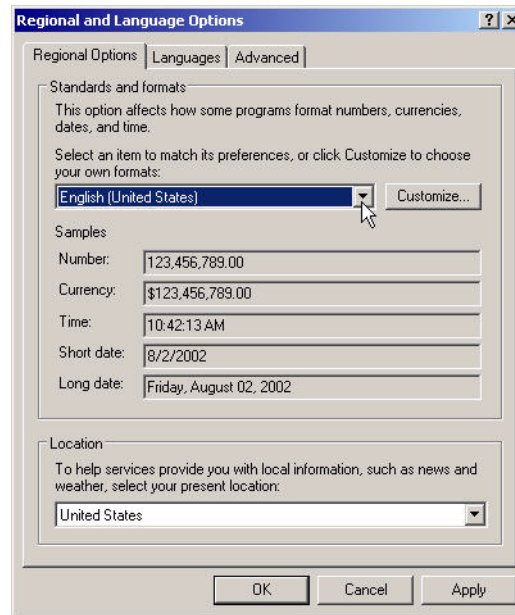 Regional and Language Options
Regional Options Languages Advanced
Standards and formats
This option affects how some programs format numbers, currencies,
dates, and time.
Select an item to match its preferences, or click Customize to choose
your own formats:
English (United States) Customize...
Samples
Number: 123,456,789.00
Currency: $123,456,789.00
Time: 10:42:13 AM
Short date: 8/2/2002
Long date: Friday, August 02, 2002
Location
To help services provide you with local information, such as news and
weather, select your present location:
United States
OK Cancel Apply